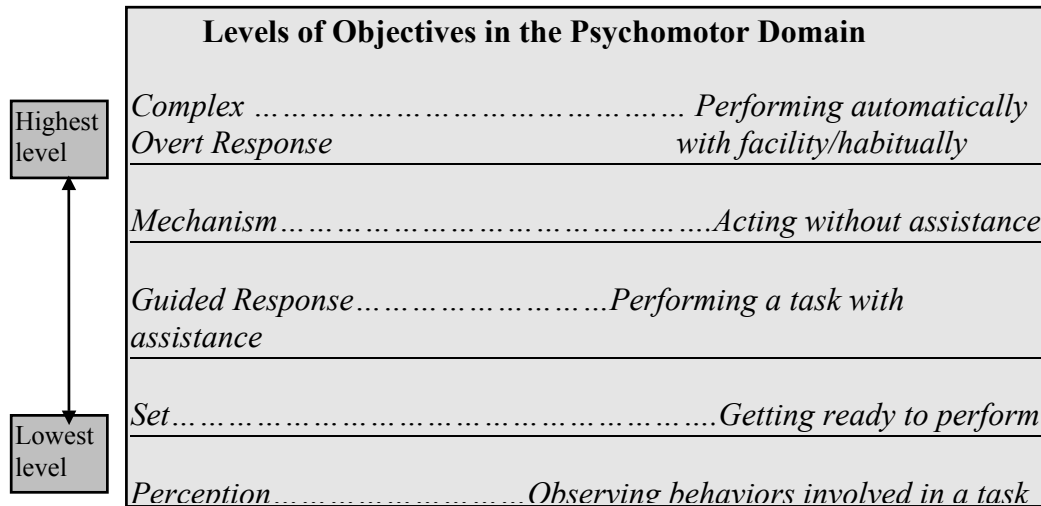 Levels of Objectives in the Psychomotor Domain
Highest
level
Complex ……………………………….… Performing automatically
Overt Response with facility/habitually
Mechanism…………………………………….Acting without assistance
Guided Response……………………Performing a task with
assistance
Set……………………………………………….Getting ready to perform
Lowest
level
Perception……………………Observing behaviors involved in a task